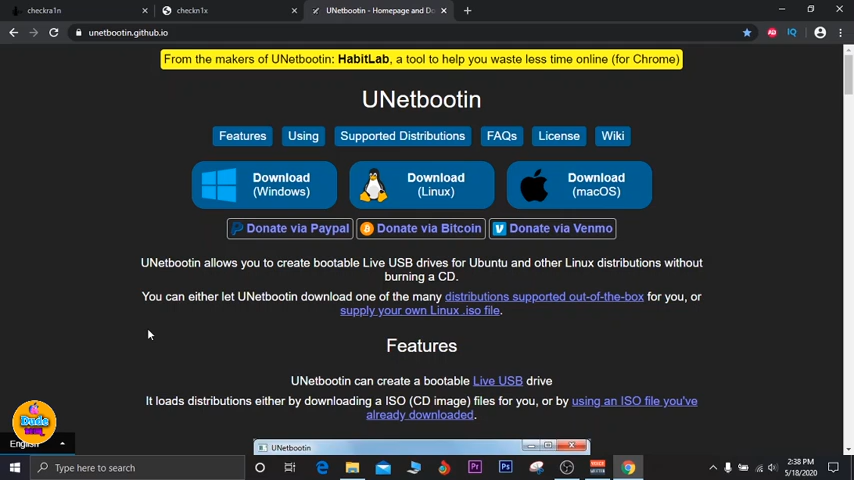 checkra1n
checkn1x
UNetbootin - Homepage and Do
unetbootin.github.io
From the makers of UNetbootin: HabitLab, a tool to help you waste less time online (for Chrome)
UNetbootin
Features
Using
Supported Distributions
FAQs
License
Wiki
Download
(Windows)
Download
(Linux)
Download
(macOS)
Donate via Paypal
Donate via Bitcoin
Donate via Venmo
UNetbootin allows you to create bootable Live USB drives for Ubuntu and other Linux distributions without
burning a CD.
You can either let UNetbootin download one of the many distributions supported out-of-the-box for you, or
supply your own Linux .iso file.
Features
UNetbootin can create a bootable Live USB drive
It loads distributions either by downloading a ISO (CD image) files for you, or by using an ISO file you've
already downloaded.
UNetbootin
Dude
English
Type here to search
Pr
Ps
2:38 PM
5/18/2020